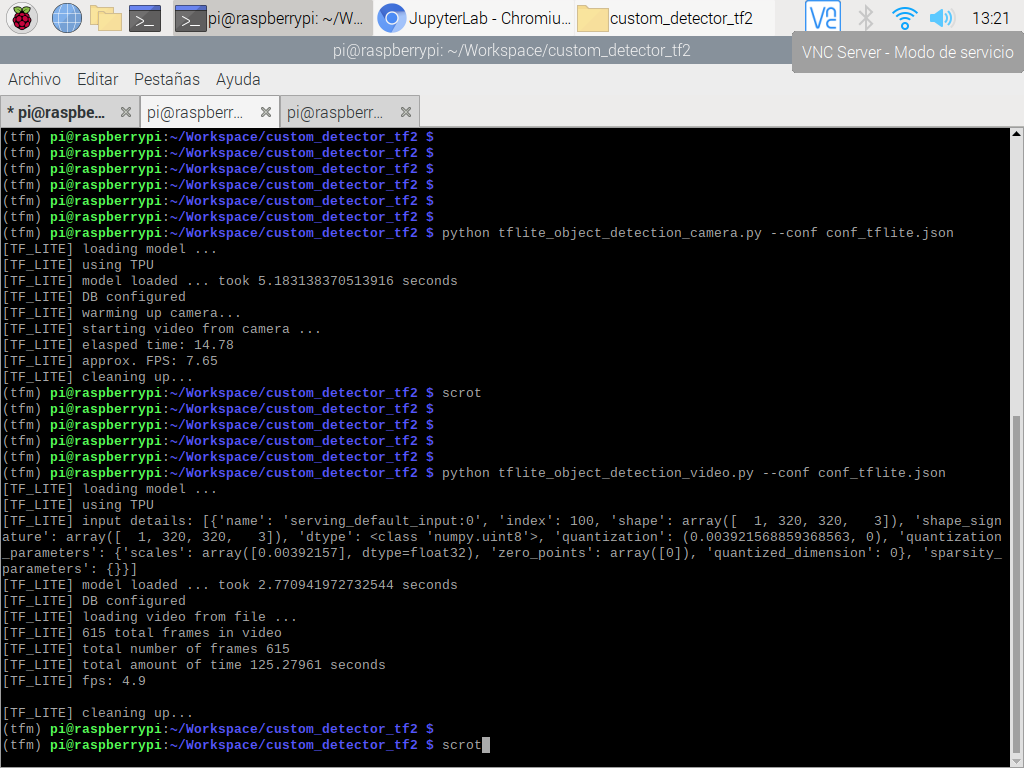 pi@raspberrypi: ~/W...
JupyterLab - Chromiu...
custom_detector_tf2
13:21
pi@raspberrypi: ~/Workspace/custom_detector_tf2
VNC Server - Modo de servicio
Archivo Editar Pestañas Ayuda
* pi@raspbe... pi@raspberr... pi@raspberr...
(tfm) pi@raspberrypi:~/Workspace/custom_detector_tf2 $
(tfm) pi@raspberrypi:~/Workspace/custom_detector_tf2 $
(tfm) pi@raspberrypi:~/Workspace/custom_detector_tf2 $
(tfm) pi@raspberrypi:~/Workspace/custom_detector_tf2 $
(tfm) pi@raspberrypi:~/Workspace/custom_detector_tf2 $
(tfm) pi@raspberrypi:~/Workspace/custom_detector_tf2 $
(tfm) pi@raspberrypi:~/Workspace/custom_detector_tf2 $ python tflite_object_detection_camera.py --conf conf_tflite.json
[TF_LITE] loading model ...
[TF_LITE] using TPU
[TF_LITE] model loaded ... took 5.183138370513916 seconds
[TF_LITE] DB configured
[TF_LITE] warming up camera...
[TF_LITE] starting video from camera ...
[TF_LITE] elasped time: 14.78
[TF_LITE] approx. FPS: 7.65
[TF_LITE] cleaning up...
(tfm) pi@raspberrypi:~/Workspace/custom_detector_tf2 $ scrot
(tfm) pi@raspberrypi:~/Workspace/custom_detector_tf2 $
(tfm) pi@raspberrypi:~/Workspace/custom_detector_tf2 $
(tfm) pi@raspberrypi:~/Workspace/custom_detector_tf2 $
(tfm) pi@raspberrypi:~/Workspace/custom_detector_tf2 $
(tfm) pi@raspberrypi:~/Workspace/custom_detector_tf2 $ python tflite_object_detection_video.py --conf conf_tflite.json
[TF_LITE] loading model ...
[TF_LITE] using TPU
[TF_LITE] input details: [{'name': 'serving_default_input:0', 'index': 100, 'shape': array([  1, 320, 320,   3]), 'shape_sign
ature': array([  1, 320, 320,   3]), 'dtype': <class 'numpy.uint8'>, 'quantization': (0.003921568859368563, 0), 'quantization
_parameters': {'scales': array([0.00392157], dtype=float32), 'zero_points': array([0]), 'quantized_dimension': 0}, 'sparsity_
parameters': {}}]
[TF_LITE] model loaded ... took 2.770941972732544 seconds
[TF_LITE] DB configured
[TF_LITE] loading video from file ...
[TF_LITE] 615 total frames in video
[TF_LITE] total number of frames 615
[TF_LITE] total amount of time 125.27961 seconds
[TF_LITE] fps: 4.9
[TF_LITE] cleaning up...
(tfm) pi@raspberrypi:~/Workspace/custom_detector_tf2 $
(tfm) pi@raspberrypi:~/Workspace/custom_detector_tf2 $ scrot